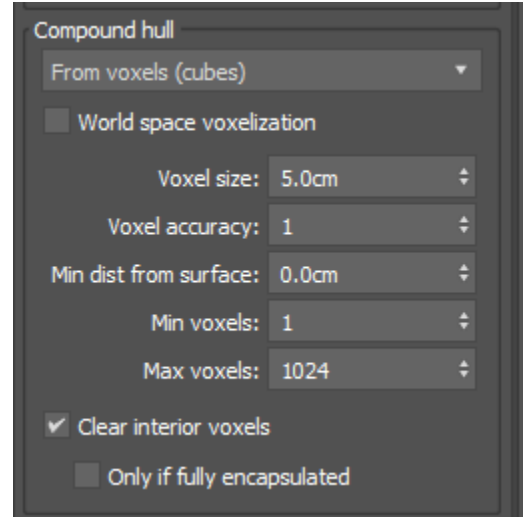 Compound hull
From voxels (cubes)
World space voxelization
Voxel size: 5.0cm
Voxel accuracy: 1
Min dist from surface: 0.0cm
Min voxels: 1
Max voxels: 1024
Clear interior voxels
Only if fully encapsulated